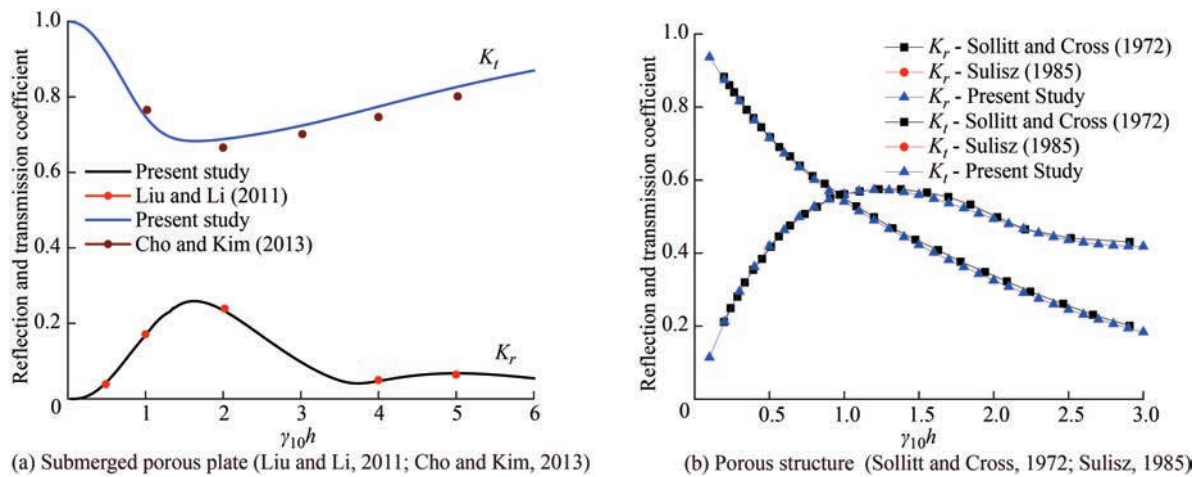 Reflection and transmission coefficient
1.0
0.8
0.6
0.4
0.2
0
1
2
3
4
5
6
K_t
Present study
Liu and Li (2011)
Present study
Cho and Kim (2013)
K_r
γ₁₀h
(a) Submerged porous plate (Liu and Li, 2011; Cho and Kim, 2013)
Reflection and transmission coefficient
1.0
0.8
0.6
0.4
0.2
0
0.5
1.0
1.5
2.0
2.5
3.0
K_r - Sollitt and Cross (1972)
K_r - Sulisz (1985)
K_r - Present Study
K_t - Sollitt and Cross (1972)
K_t - Sulisz (1985)
K_t - Present Study
γ₁₀h
(b) Porous structure (Sollitt and Cross, 1972; Sulisz, 1985)